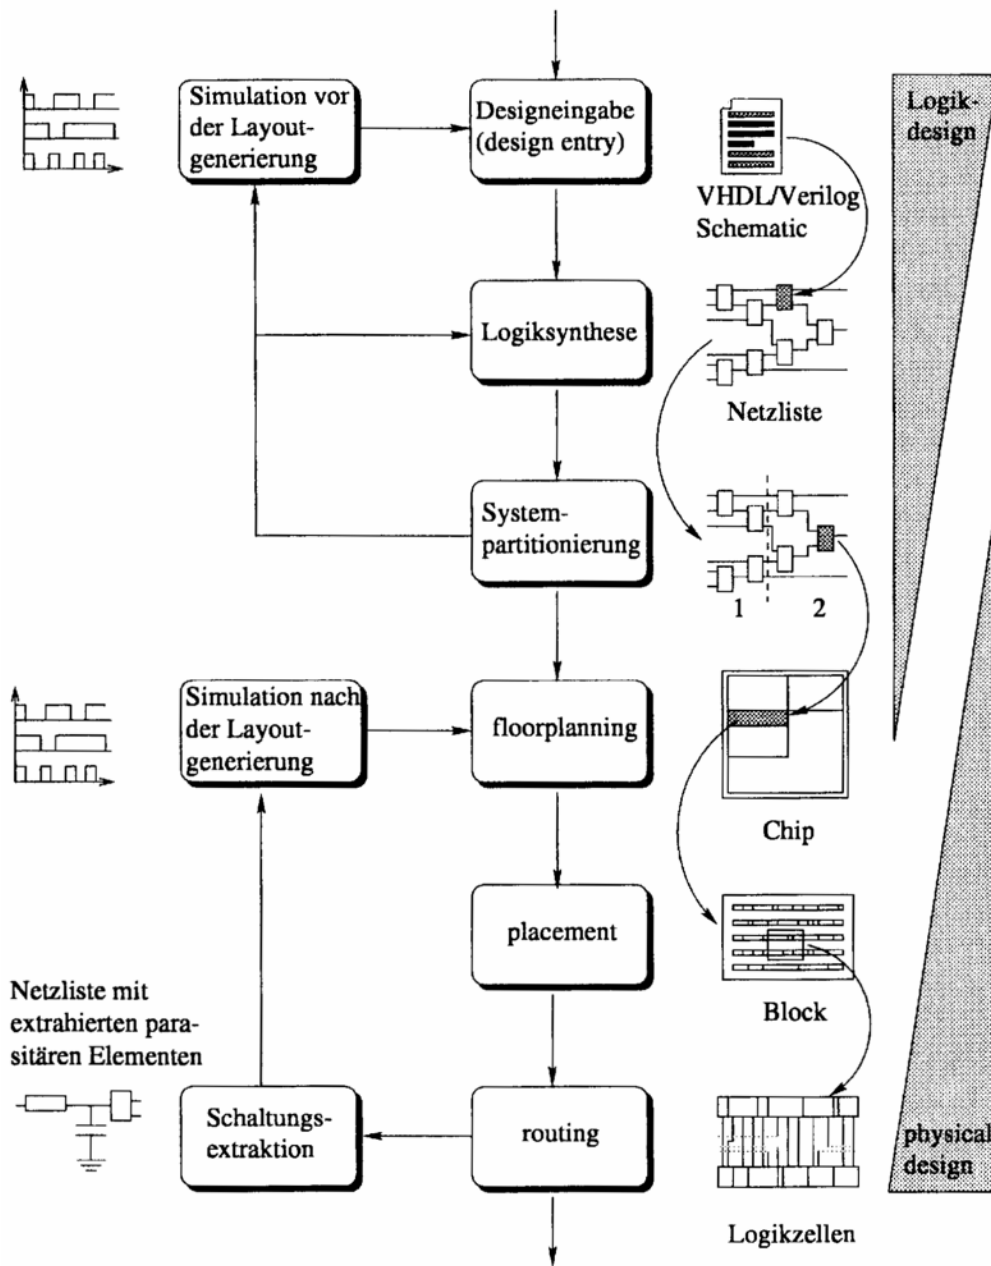 Simulation vor
der Layout-
generierung
Designeingabe
(design entry)
VHDL/Verilog
Schematic
Logik-
design
Logiksynthese
Netzliste
System-
partitionierung
1
2
Simulation nach
der Layout-
generierung
floorplanning
Chip
placement
Block
Netzliste mit
extrahierten para-
sitären Elementen
Schaltungs-
extraktion
routing
Logikzellen
physical
design